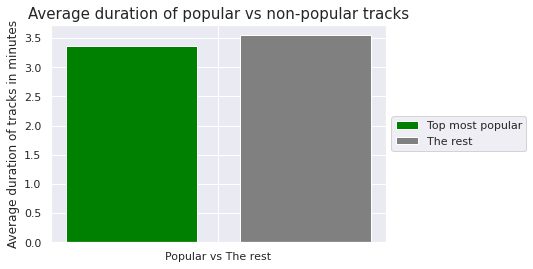 Average duration of popular vs non-popular tracks
Average duration of tracks in minutes
3.5
3.0
2.5
2.0
1.5
1.0
0.5
0.0
Popular vs The rest
Top most popular
The rest